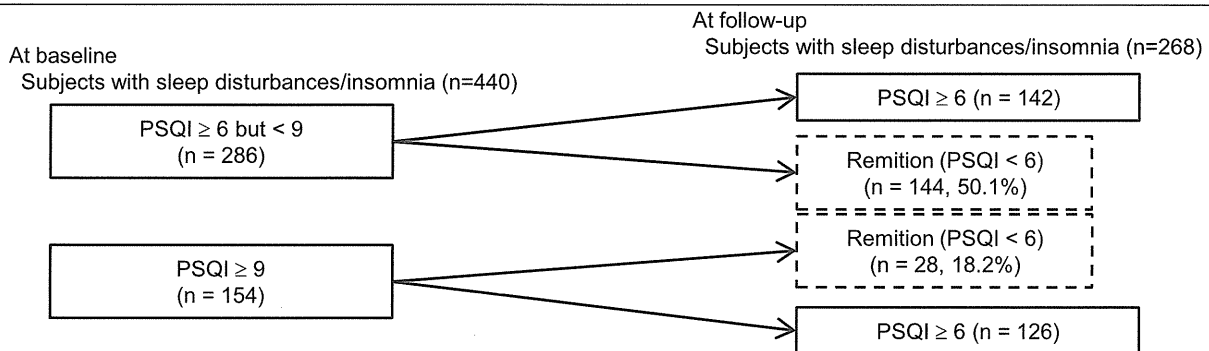 At baseline
Subjects with sleep disturbances/insomnia (n=440)
PSQI ≥ 6 but < 9
(n = 286)
PSQI ≥ 9
(n = 154)
At follow-up
Subjects with sleep disturbances/insomnia (n=268)
PSQI ≥ 6 (n = 142)
Remition (PSQI < 6)
(n = 144, 50.1%)
Remition (PSQI < 6)
(n = 28, 18.2%)
PSQI ≥ 6 (n = 126)